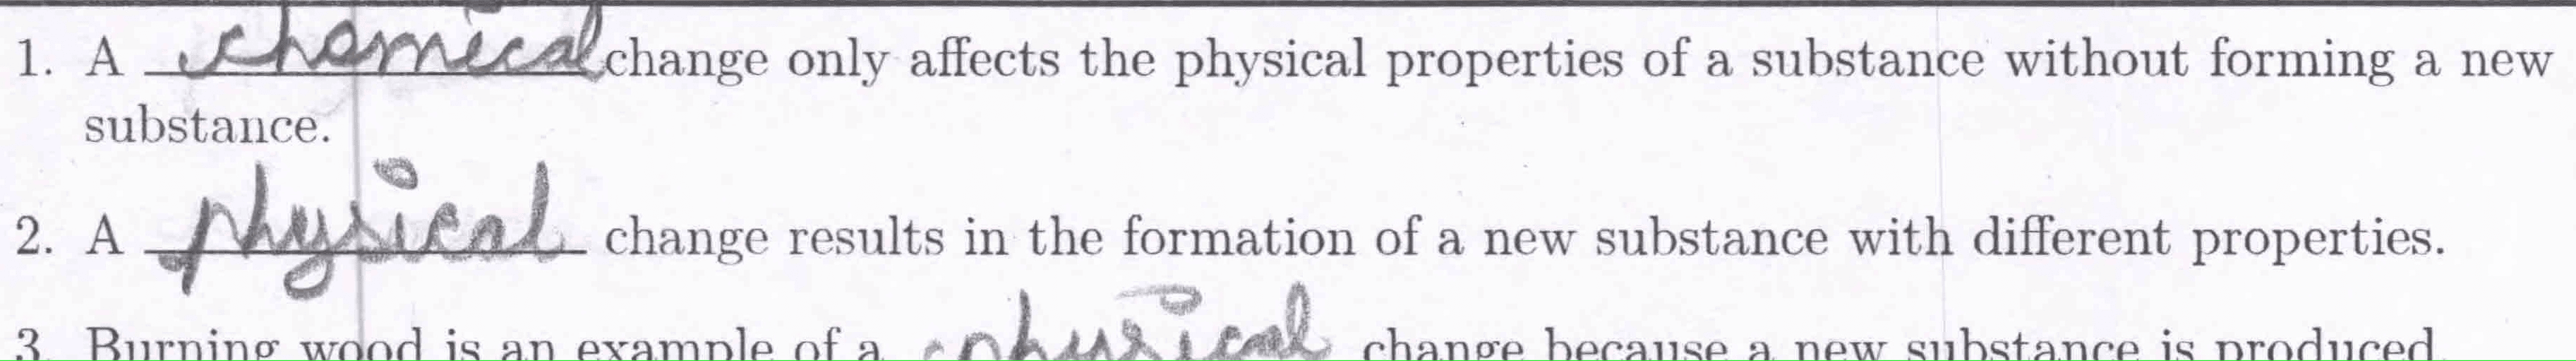 1. A chemical change only affects the physical properties of a substance without forming a new
substance.
2. A physical change results in the formation of a new substance with different properties.
3. Burning wood is an example of a physical change because a new substance is produced